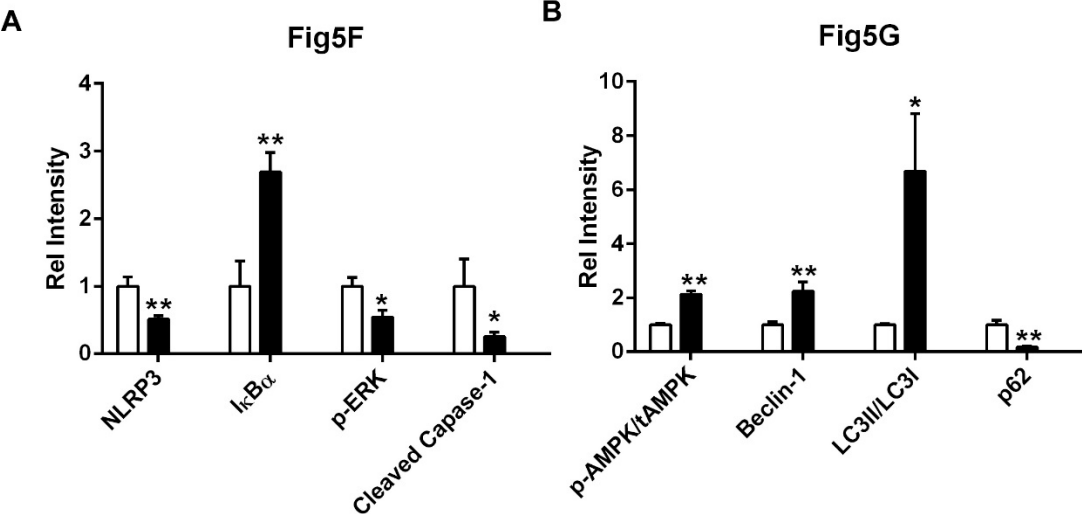 A
Fig5F
Rel Intensity
4
3
2
1
0
**
**
*
*
NLRP3
IκBα
p-ERK
Cleaved Capase-1
B
Fig5G
Rel Intensity
10
8
6
4
2
0
**
**
*
**
p-AMPK/tAMPK
Beclin-1
LC3II/LC3I
p62